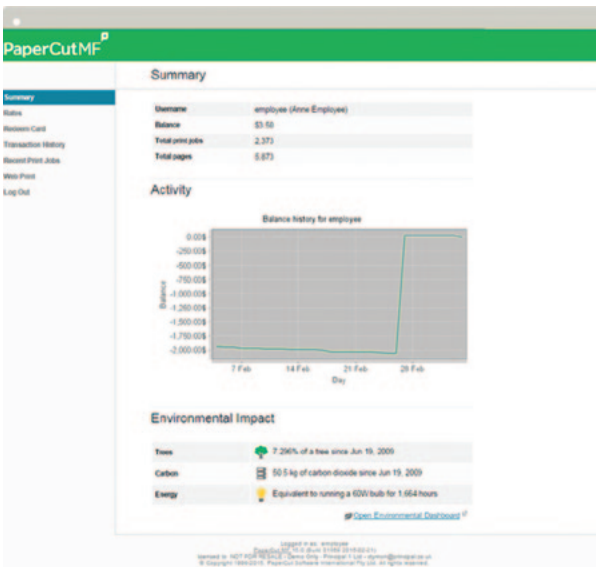 PaperCutMF
Summary
Summary
Rates
Redeem Card
Transaction History
Recent Print Jobs
Web Print
Log Out
Username employee (Anne Employee)
Balance
Total print jobs 2,373
Total pages 5,873
Activity
Balance history for employee
0.00$
-250.00$
-500.00$
-750.00$
-1,000.00$
-1,250.00$
-1,500.00$
-1,750.00$
-2,000.00$
Balance
7 Feb 14 Feb 21 Feb 28 Feb
Day
Environmental Impact
Trees 7.296% of a tree since Jun 19, 2009
Carbon 50.5 kg of carbon dioxide since Jun 19, 2009
Energy Equivalent to running a 60W bulb for 1,664 hours
Open Environmental Dashboard
Logged in as: employee